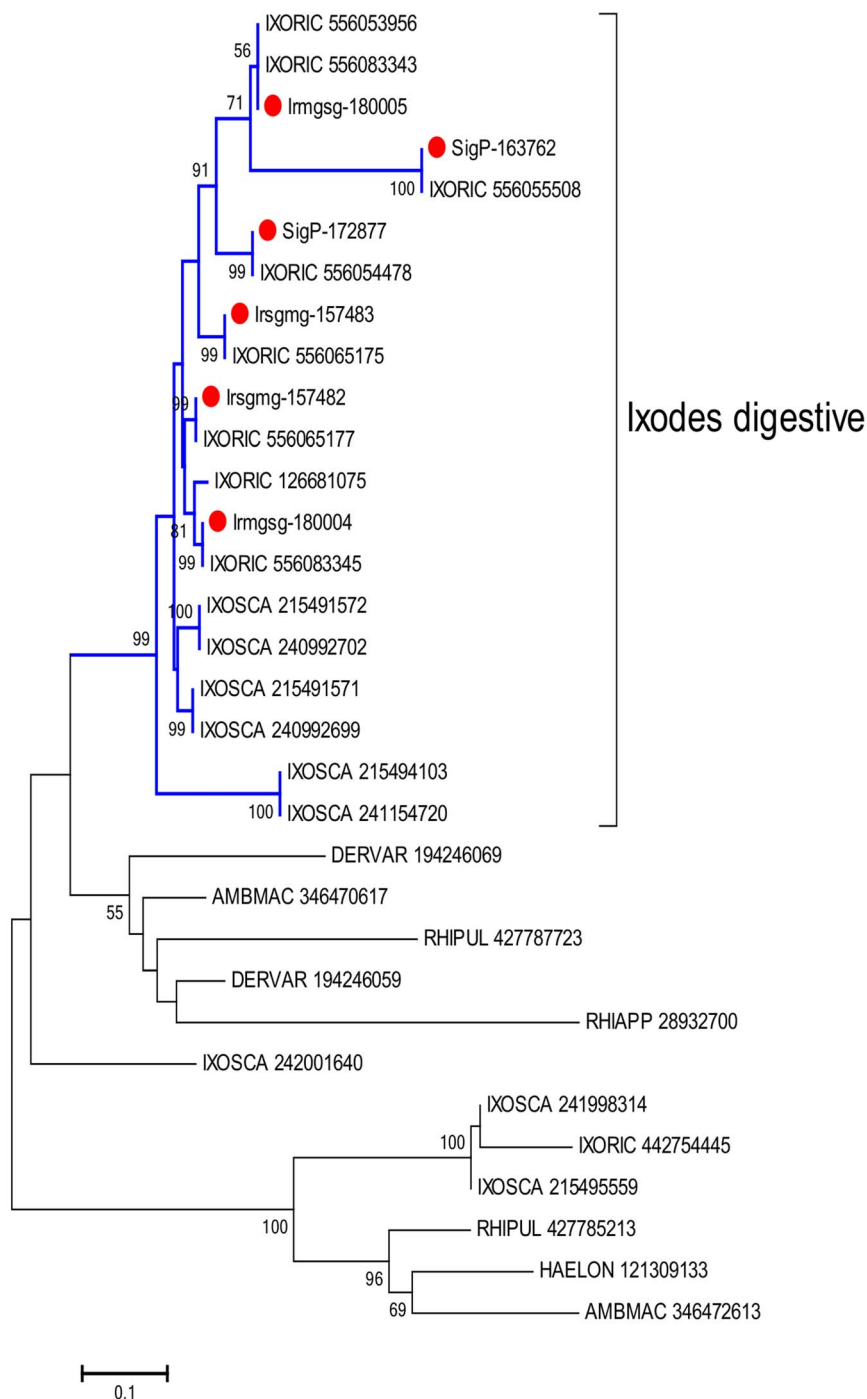 IXORIC 556053956
56
IXORIC 556083343
71
Irmgsg-180005
SigP-163762
91
100
IXORIC 556055508
SigP-172877
99
IXORIC 556054478
Irsgmg-157483
99
IXORIC 556065175
99
Irsgmg-157482
Ixodes digestive
IXORIC 556065177
IXORIC 126681075
81
Irmgsg-180004
99
IXORIC 556083345
100
IXOSCA 215491572
99
IXOSCA 240992702
IXOSCA 215491571
99
IXOSCA 240992699
IXOSCA 215494103
100
IXOSCA 241154720
DERVAR 194246069
55
AMBMAC 346470617
RHIPUL 427787723
DERVAR 194246059
RHIAPP 28932700
IXOSCA 242001640
IXOSCA 241998314
100
IXORIC 442754445
IXOSCA 215495559
100
RHIPUL 427785213
96
HAELON 121309133
69
AMBMAC 346472613
0.1